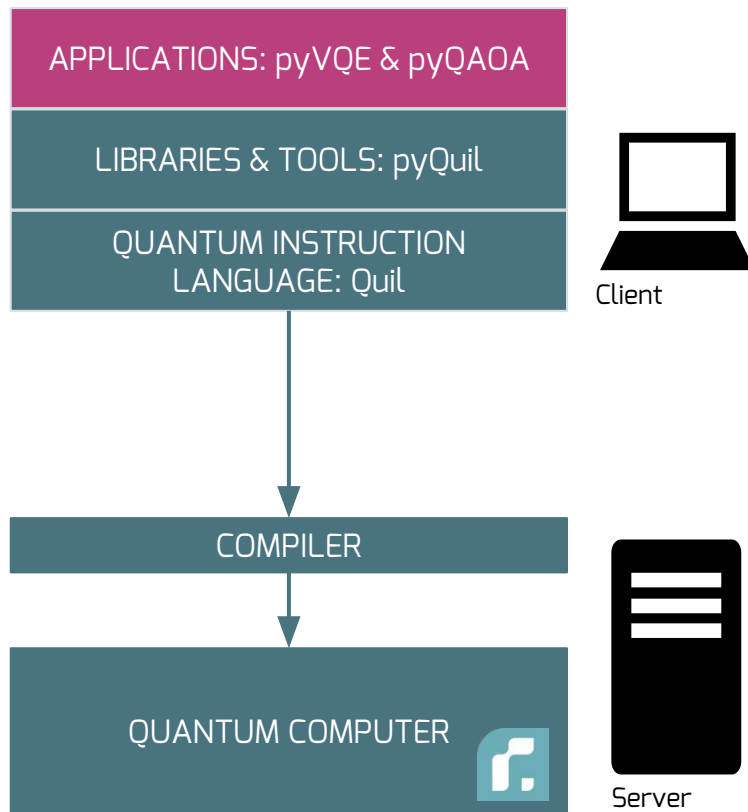 APPLICATIONS: pyVQE & pyQAOA
LIBRARIES & TOOLS: pyQuil
QUANTUM INSTRUCTION
LANGUAGE: Quil
Client
COMPILER
QUANTUM COMPUTER
r.
Server